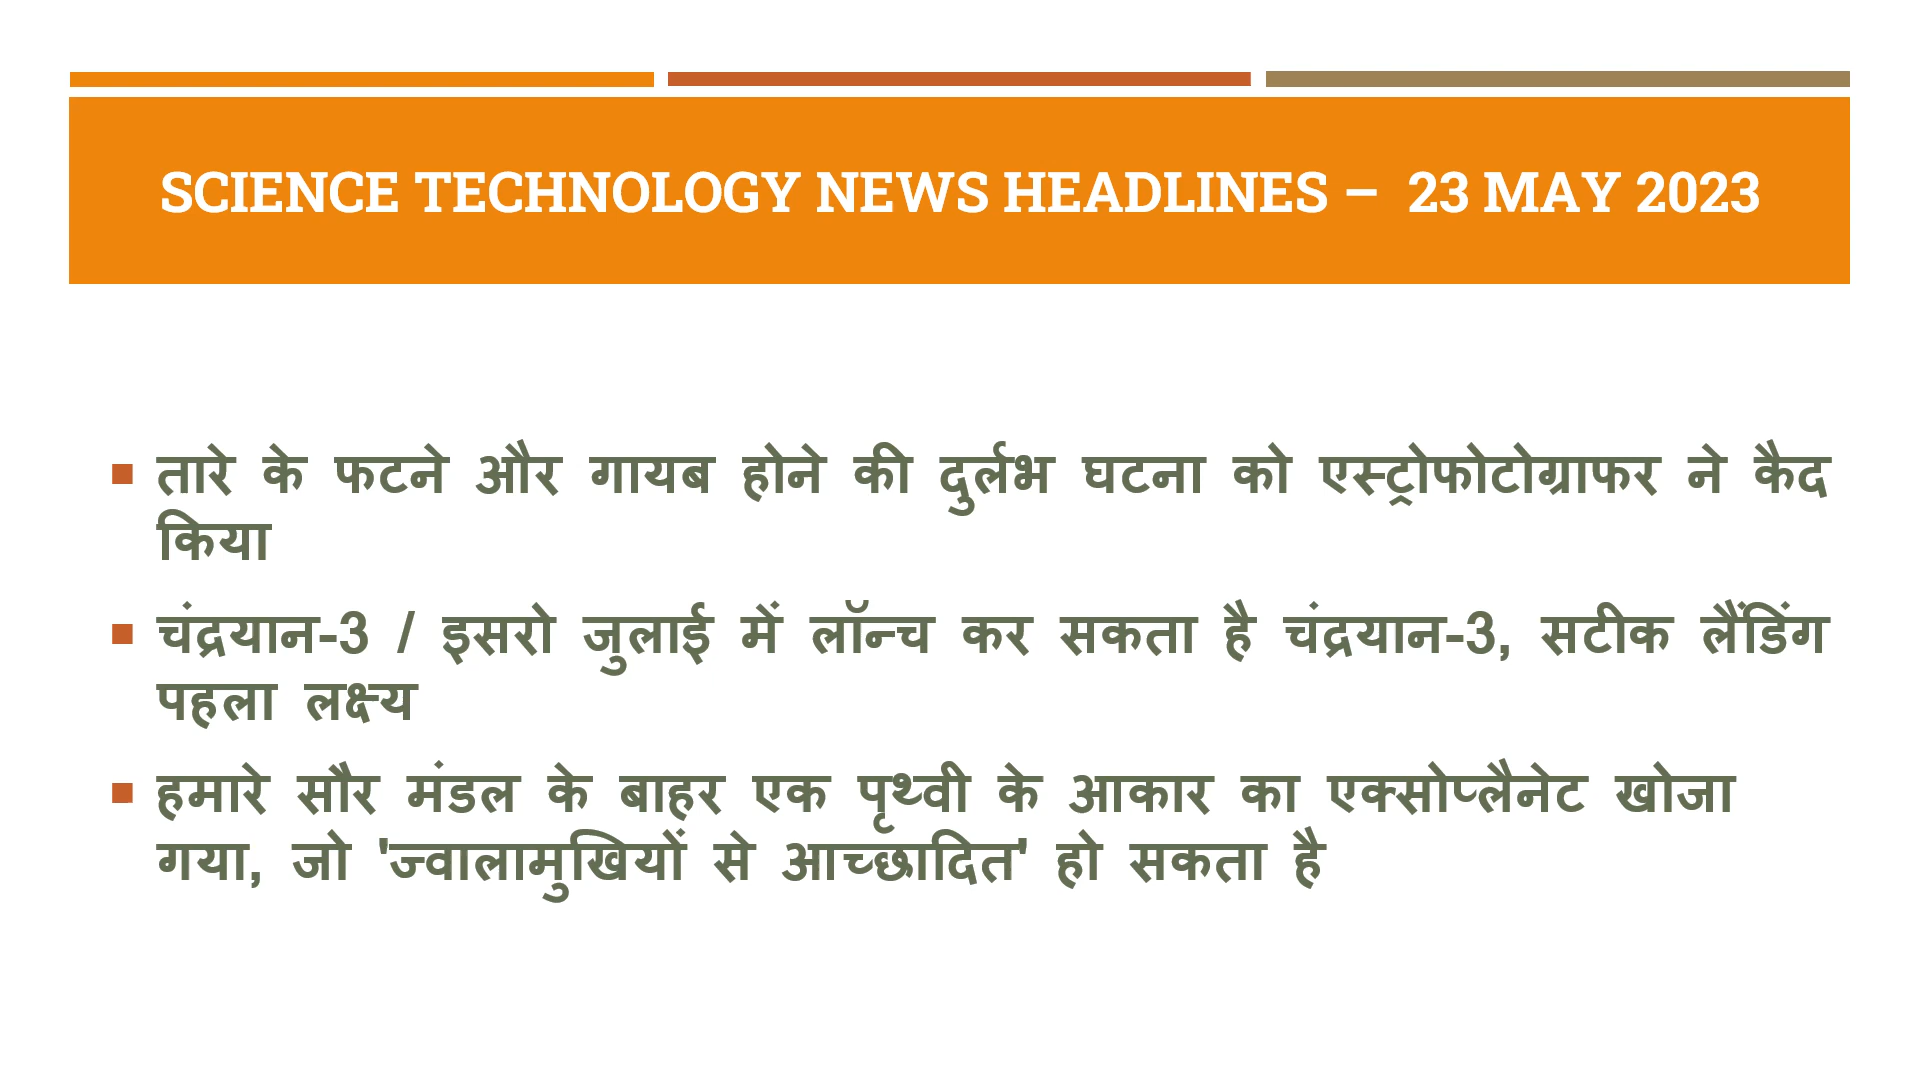 SCIENCE TECHNOLOGY NEWS HEADLINES – 23 MAY 2023
तारे के फटने और गायब होने की दुर्लभ घटना को एस्ट्रोफोटोग्राफर ने कैद
किया
चंद्रयान-3 / इसरो जुलाई में लॉन्च कर सकता है चंद्रयान-3, सटीक लैंडिंग
पहला लक्ष्य
हमारे सौर मंडल के बाहर एक पृथ्वी के आकार का एक्सोप्लैनेट खोजा
गया, जो 'ज्वालामुखियों से आच्छादित' हो सकता है